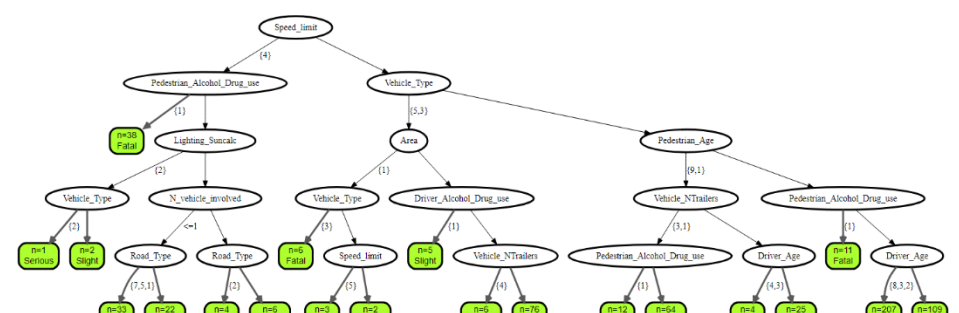 Speed_limit
{4}
Pedestrian_Alcohol_Drug_use
Vehicle_Type
{1}
{5,3}
n=38
Fatal
Lighting_Suncalc
Area
Pedestrian_Age
{2}
{1}
{9,1}
Vehicle_Type
N_vehicle_involved
Vehicle_Type
Driver_Alcohol_Drug_use
Vehicle_NTrailers
Pedestrian_Alcohol_Drug_use
{2}
<=1
{3}
{1}
{3,1}
{1}
n=1
Serious
n=2
Slight
Road_Type
Road_Type
n=6
Fatal
Speed_limit
n=5
Slight
Vehicle_NTrailers
Pedestrian_Alcohol_Drug_use
Driver_Age
n=11
Fatal
Driver_Age
{7,5,1}
{2}
{5}
{4}
{1}
{4,3}
{8,3,2}
n=33
n=22
n=4
n=6
n=3
n=2
n=6
n=76
n=12
n=64
n=4
n=25
n=207
n=109